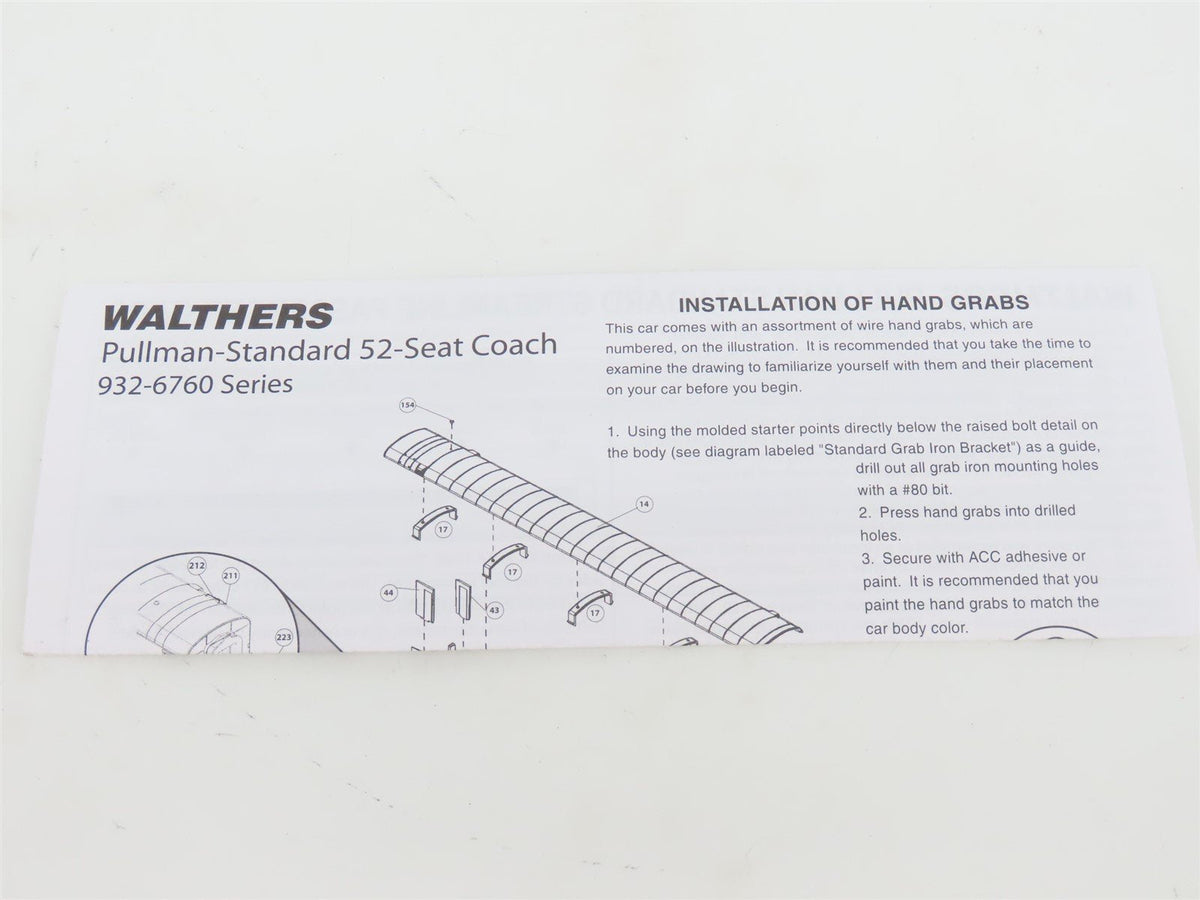 WALTHERS
Pullman-Standard 52-Seat Coach
932-6760 Series
INSTALLATION OF HAND GRABS
This car comes with an assortment of wire hand grabs, which are
numbered, on the illustration. It is recommended that you take the time to
examine the drawing to familiarize yourself with them and their placement
on your car before you begin.
1. Using the molded starter points directly below the raised bolt detail on
the body (see diagram labeled "Standard Grab Iron Bracket") as a guide,
drill out all grab iron mounting holes
with a #80 bit.
2. Press hand grabs into drilled
holes.
3. Secure with ACC adhesive or
paint. It is recommended that you
paint the hand grabs to match the
car body color.
154
14
17
17
17
44
43
212
211
223